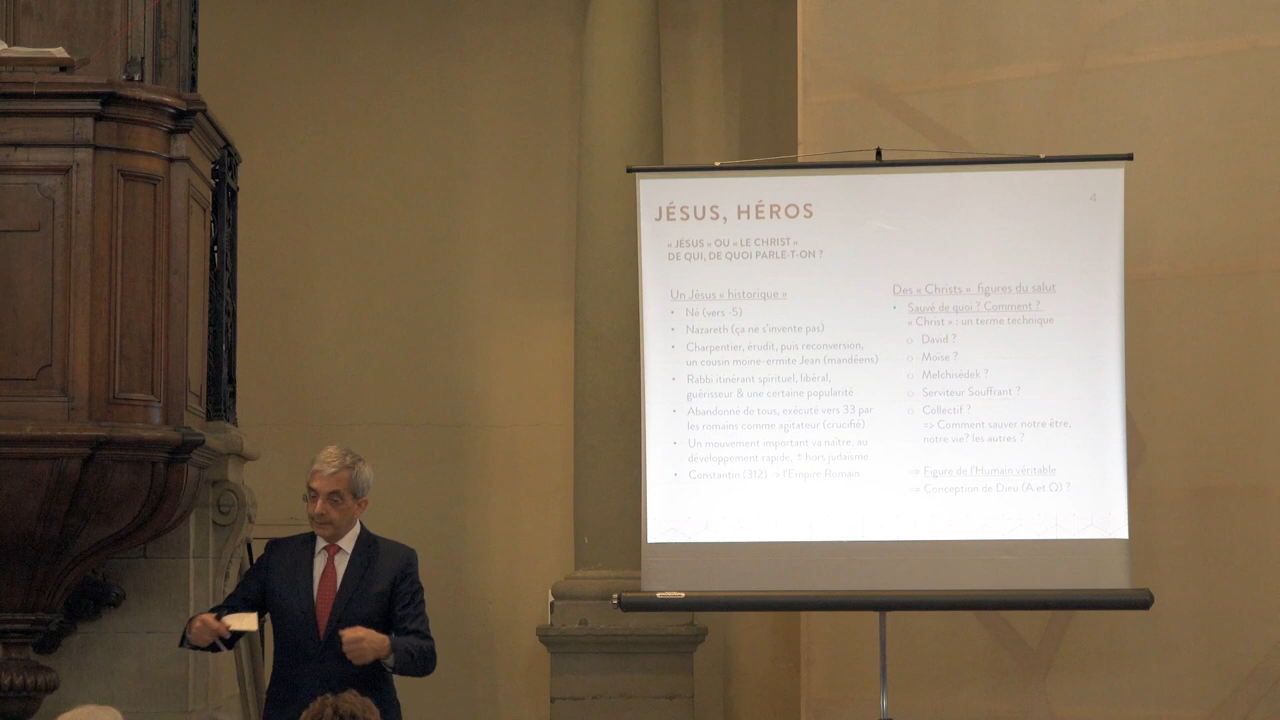 JÉSUS, HÉROS
4
« JÉSUS » OU « LE CHRIST »
DE QUI, DE QUOI PARLE-T-ON ?
Un Jésus « historique »
• Né (vers -5)
• Nazareth (ça ne s'invente pas)
• Charpentier, érudit, puis reconversion,
un cousin moine-ermite Jean (mandéens)
• Rabbi itinérant spirituel, libéral,
guérisseur & une certaine popularité
• Abandonné de tous, exécuté vers 33 par
les romains comme agitateur (crucifié)
• Un mouvement important va naître, au
développement rapide, ± hors judaïsme
• Constantin (312) -> l'Empire Romain
Des « Christs » figures du salut
• Sauvé de quoi ? Comment ?
« Christ » : un terme technique
o David ?
o Moïse ?
o Melchisédek ?
o Serviteur Souffrant ?
o Collectif ?
=> Comment sauver notre être,
notre vie? les autres ?
=> Figure de l'Humain véritable
=> Conception de Dieu (A et Ω) ?